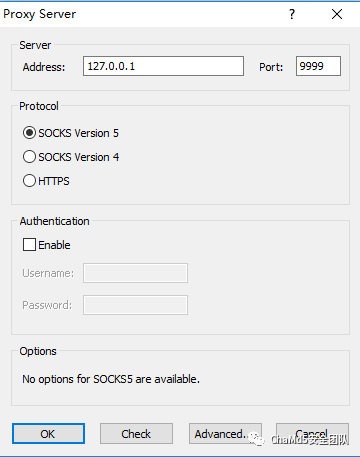 Proxy Server ? ×
Server
Address: 127.0.0.1 Port: 9999
Protocol
SOCKS Version 5
SOCKS Version 4
HTTPS
Authentication
Enable
Username:
Password:
Options
No options for SOCKS5 are available.
OK Check Advanced... Cancel
ChaMd5安全团队